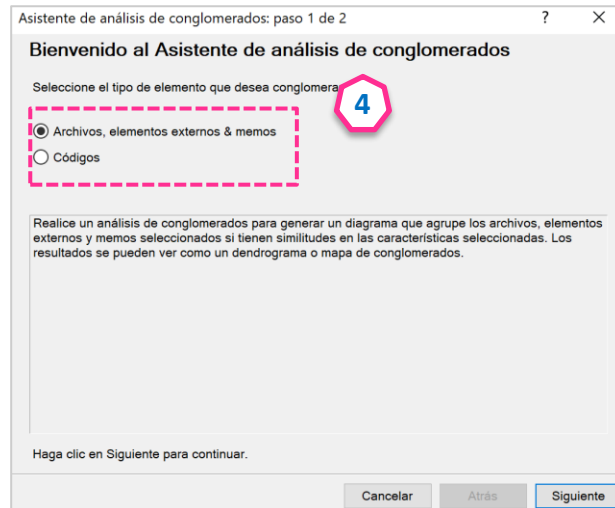 Asistente de análisis de conglomerados: paso 1 de 2 ? X
Bienvenido al Asistente de análisis de conglomerados
Seleccione el tipo de elemento que desea conglomera
4
Archivos, elementos externos & memos
Códigos
Realice un análisis de conglomerados para generar un diagrama que agrupe los archivos, elementos
externos y memos seleccionados si tienen similitudes en las características seleccionadas. Los
resultados se pueden ver como un dendrograma o mapa de conglomerados.
Haga clic en Siguiente para continuar.
Cancelar Atrás Siguiente